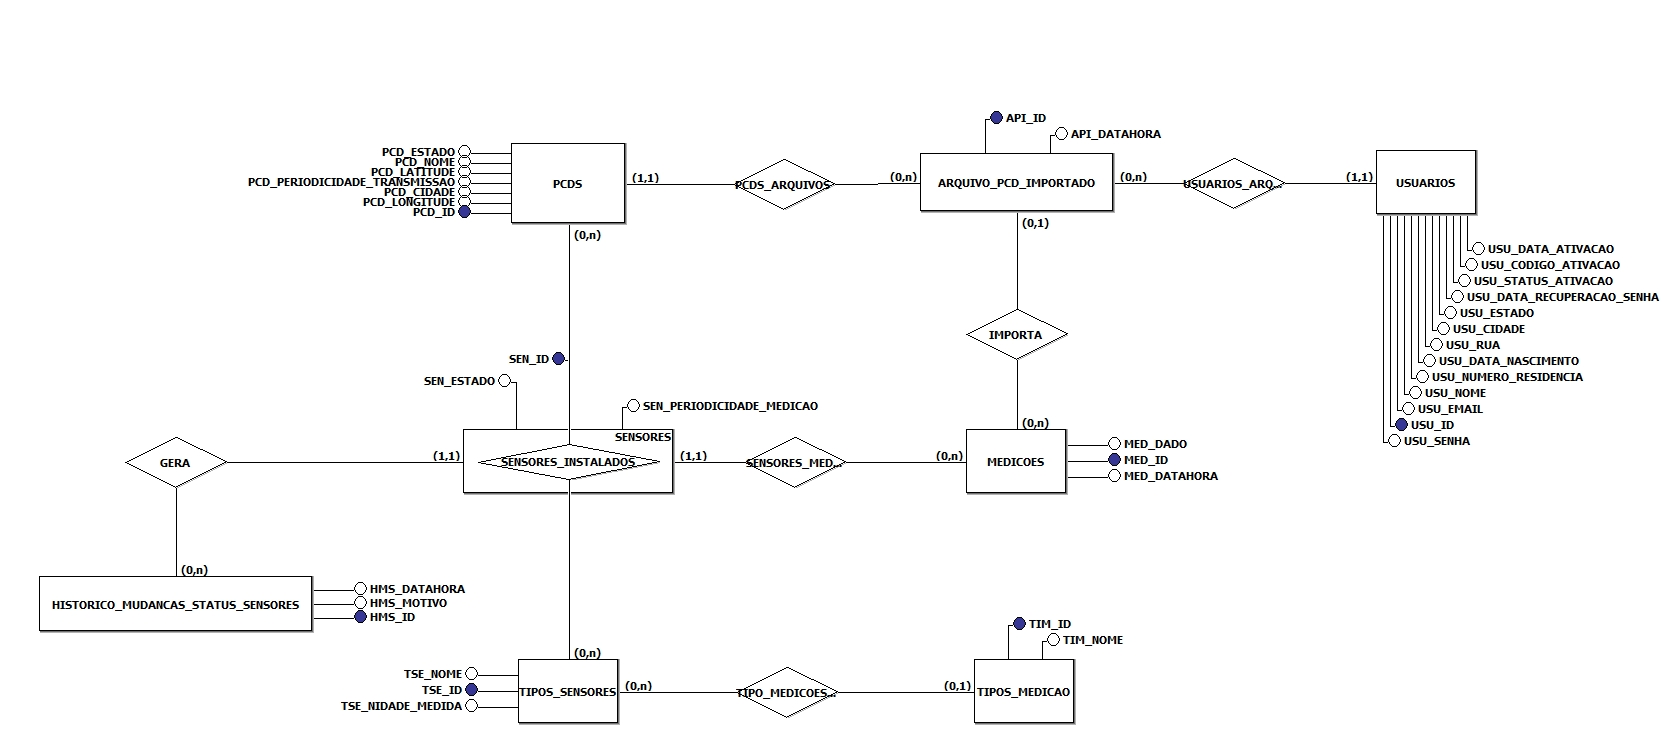 API_ID
API_DATAHORA
PCD_ESTADO
PCD_NOME
PCD_LATITUDE
PCD_PERIODICIDADE_TRANSMISSAO
PCD_CIDADE
PCD_LONGITUDE
PCD_ID
PCDS
(1,1)
PCDS_ARQUIVOS
(0,n)
ARQUIVO_PCD_IMPORTADO
(0,n)
USUARIOS_ARQ...
(1,1)
USUARIOS
(0,n)
(0,1)
USU_DATA_ATIVACAO
USU_CODIGO_ATIVACAO
USU_STATUS_ATIVACAO
USU_DATA_RECUPERACAO_SENHA
USU_ESTADO
USU_CIDADE
USU_RUA
USU_DATA_NASCIMENTO
USU_NUMERO_RESIDENCIA
USU_NOME
USU_EMAIL
USU_ID
USU_SENHA
IMPORTA
SEN_ID
SEN_ESTADO
SEN_PERIODICIDADE_MEDICAO
(0,n)
SENSORES
GERA
(1,1)
SENSORES_INSTALADOS
(1,1)
SENSORES_MED...
(0,n)
MEDICOES
MED_DADO
MED_ID
MED_DATAHORA
(0,n)
HISTORICO_MUDANCAS_STATUS_SENSORES
HMS_DATAHORA
HMS_MOTIVO
HMS_ID
TIM_ID
TIM_NOME
(0,n)
TSE_NOME
TSE_ID
TSE_NIDADE_MEDIDA
TIPOS_SENSORES
(0,n)
TIPO_MEDICOES...
(0,1)
TIPOS_MEDICAO